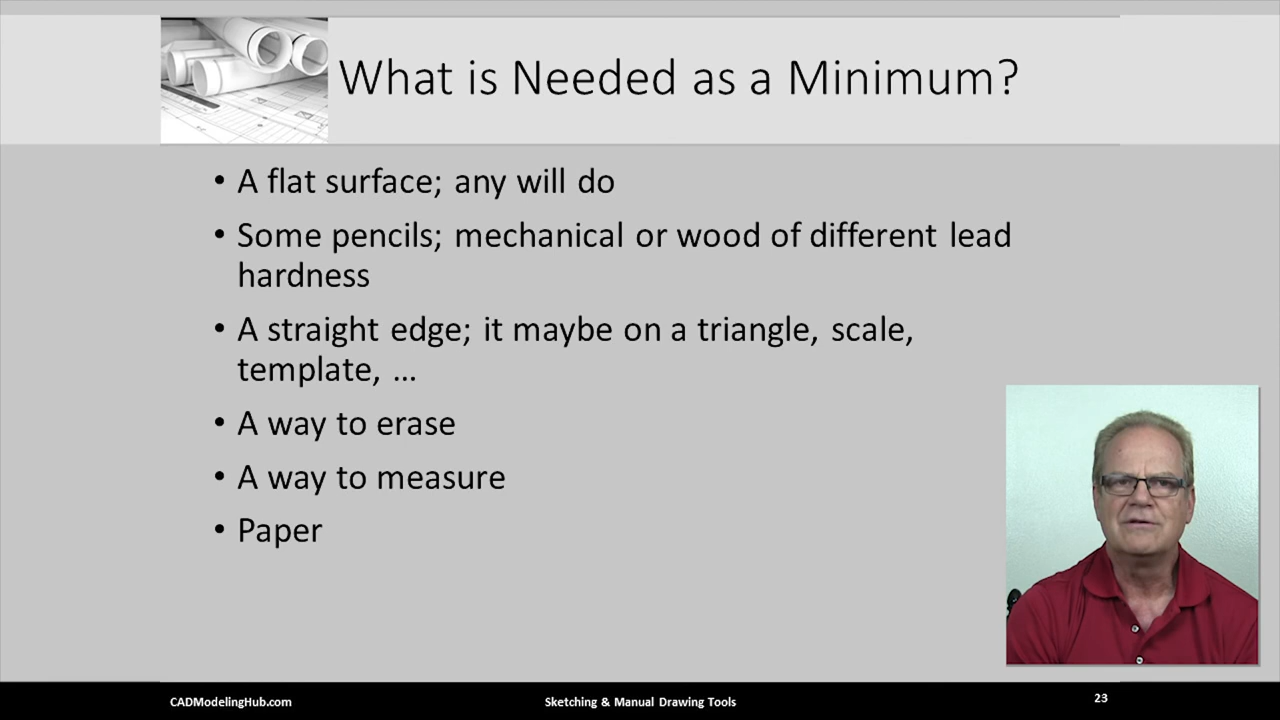 What is Needed as a Minimum?
• A flat surface; any will do
• Some pencils; mechanical or wood of different lead
hardness
• A straight edge; it maybe on a triangle, scale,
template, ...
• A way to erase
• A way to measure
• Paper
CADModelingHub.com
Sketching & Manual Drawing Tools
23